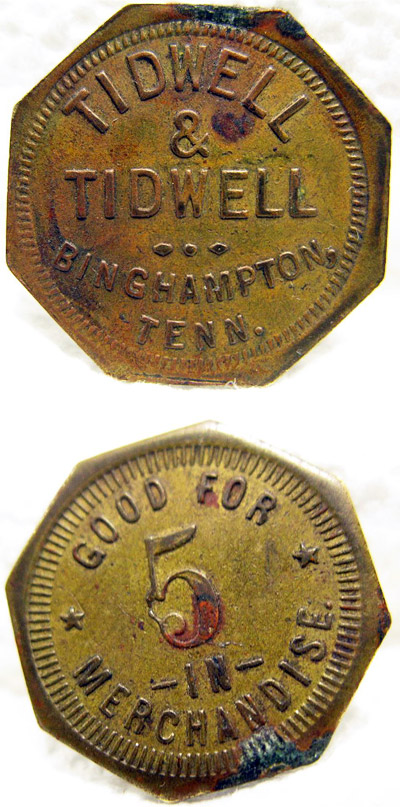 TIDWELL
&
TIDWELL
BINGHAMPTON,
TENN.
GOOD FOR
5
-IN-
MERCHANDISE.